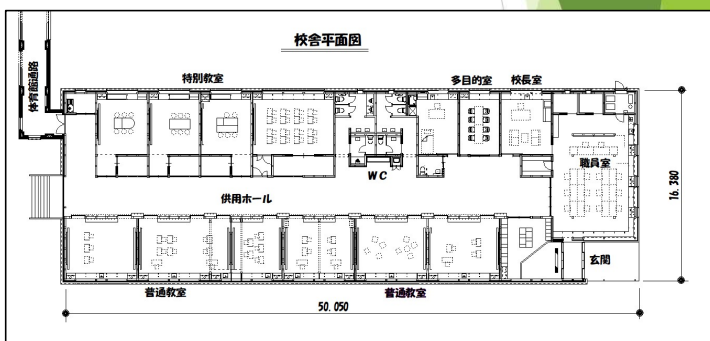 校舎平面図
体育館通路
特別教室
多目的室
校長室
職員室
WC
供用ホール
玄関
普通教室
普通教室
50.050
16.380